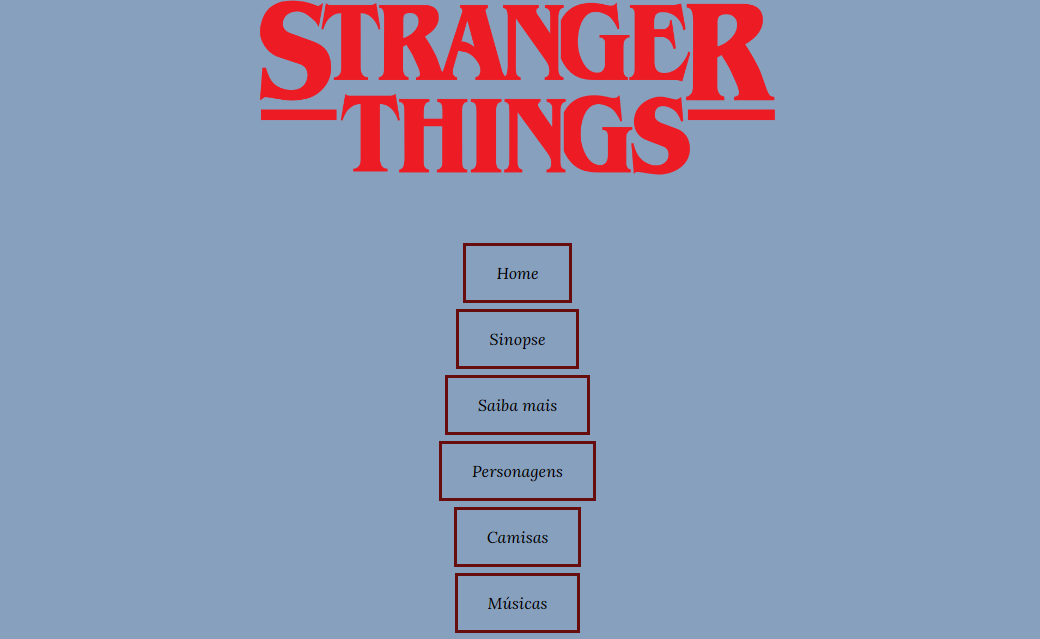 STRANGER
THINGS
Home
Sinopse
Saiba mais
Personagens
Camisas
Músicas